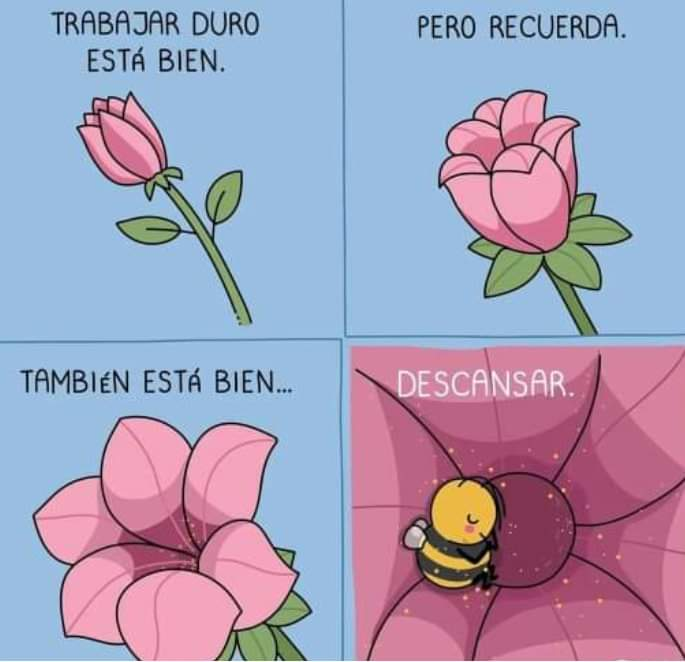 TRABAJAR DURO
ESTÁ BIEN.
PERO RECUERDA.
TAMBIÉN ESTÁ BIEN...
DESCANSAR.